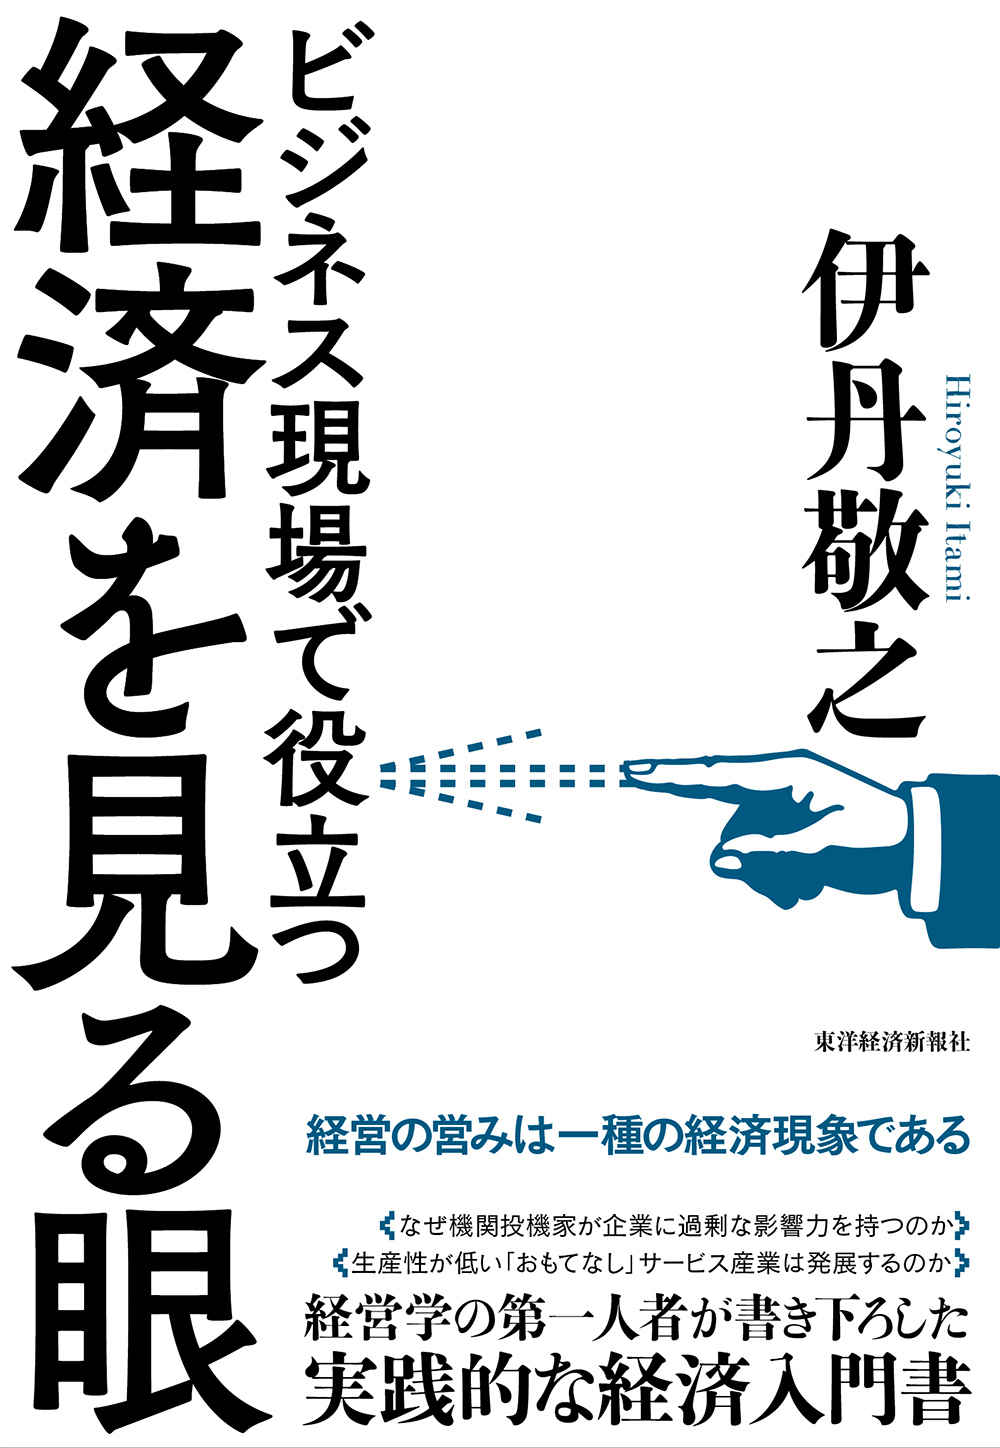 ビジネス現場で役立つ
経済を見る眼
伊丹敬之
Hiroyuki Itami
東洋経済新報社
経営の営みは一種の経済現象である
なぜ機関投機家が企業に過剰な影響力を持つのか
生産性が低い「おもてなし」サービス産業は発展するのか
経営学の第一人者が書き下ろした
実践的な経済入門書